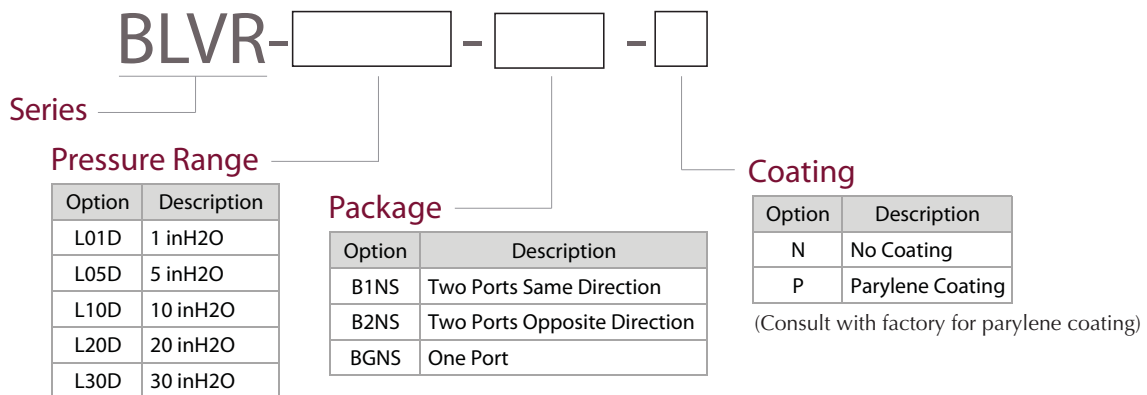 BLVR- - -
Series
Pressure Range
Option Description
L01D 1 inH2O
L05D 5 inH2O
L10D 10 inH2O
L20D 20 inH2O
L30D 30 inH2O
Package
Option Description
B1NS Two Ports Same Direction
B2NS Two Ports Opposite Direction
BGNS One Port
Coating
Option Description
N No Coating
P Parylene Coating
(Consult with factory for parylene coating)